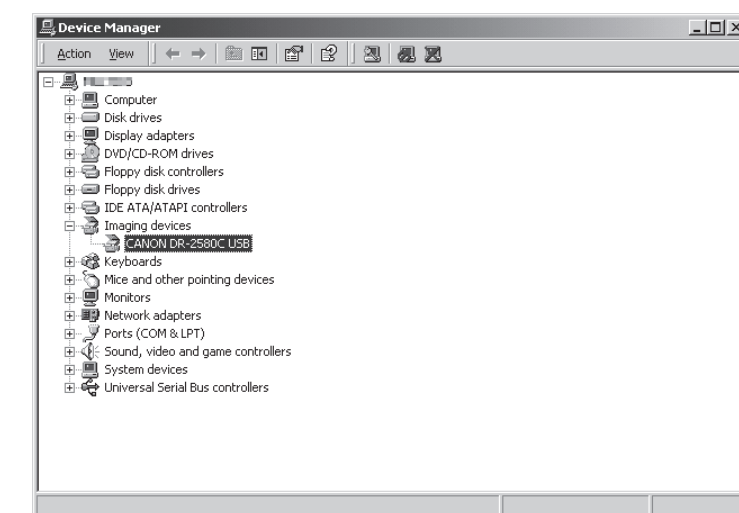 Device Manager
Action View
Computer
Disk drives
Display adapters
DVD/CD-ROM drives
Floppy disk controllers
Floppy disk drives
IDE ATA/ATAPI controllers
Imaging devices
CANON DR-2580C USB
Keyboards
Mice and other pointing devices
Monitors
Network adapters
Ports (COM & LPT)
Sound, video and game controllers
System devices
Universal Serial Bus controllers